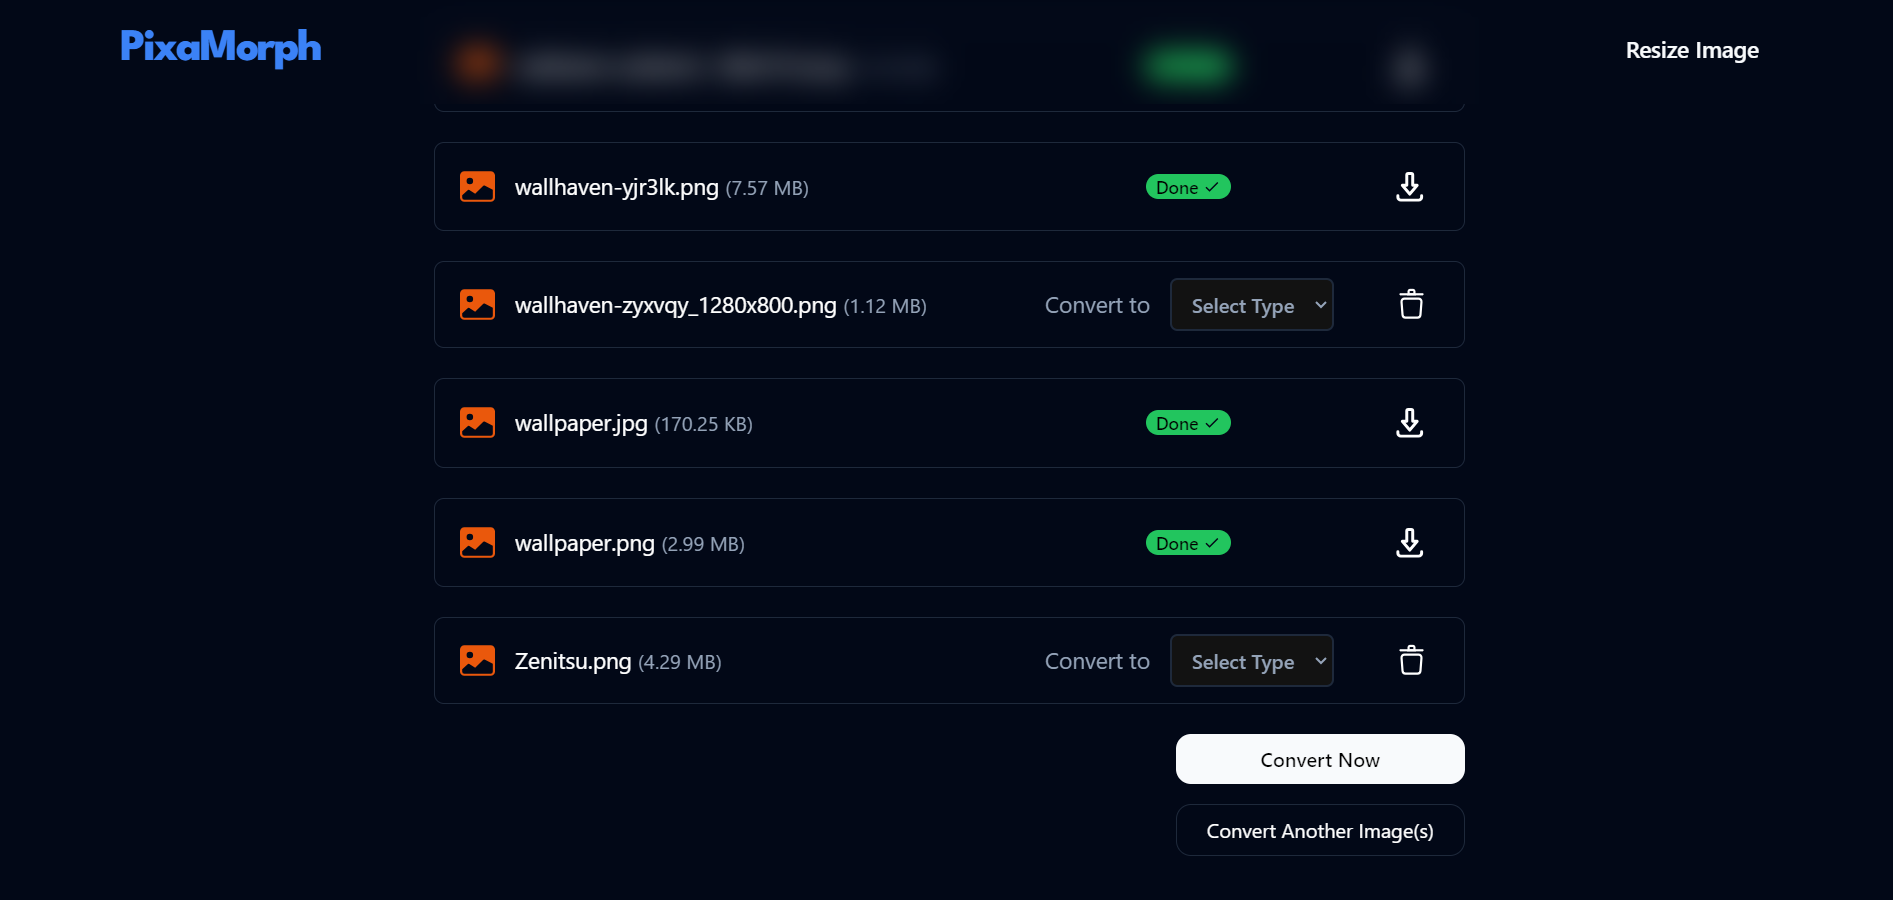 PixaMorph
Resize Image
wallhaven-yjr3lk.png (7.57 MB)
Done
wallhaven-zyxvqy_1280x800.png (1.12 MB)
Convert to
Select Type
wallpaper.jpg (170.25 KB)
Done
wallpaper.png (2.99 MB)
Done
Zenitsu.png (4.29 MB)
Convert to
Select Type
Convert Now
Convert Another Image(s)